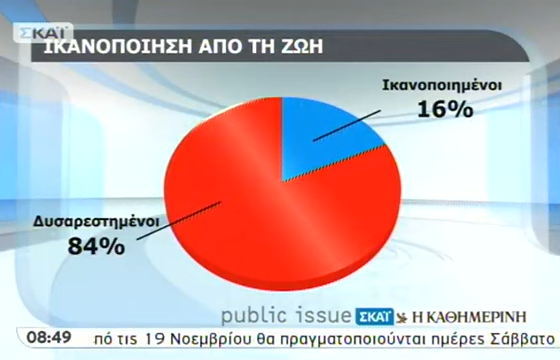 ΣΚΑΪ
ΙΚΑΝΟΠΟΙΗΣΗ ΑΠΟ ΤΗ ΖΩΗ
Ικανοποιημένοι
16%
Δυσαρεστημένοι
84%
public issue ΣΚΑΪ Η ΚΑΘΗΜΕΡΙΝΗ
08:49 πό τις 19 Νοεμβρίου θα πραγματοποιούνται ημέρες Σάββατο